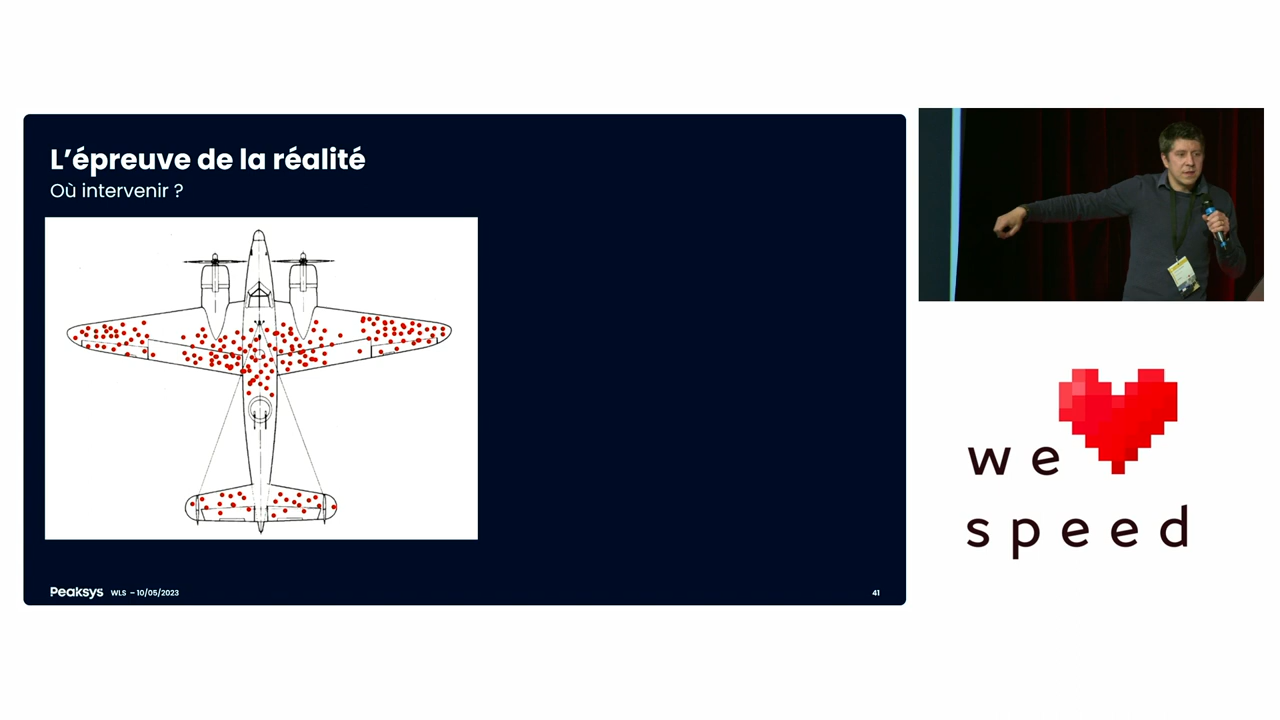 L'épreuve de la réalité
Où intervenir ?
Peaksys WLS – 10/05/2023
41
we
speed